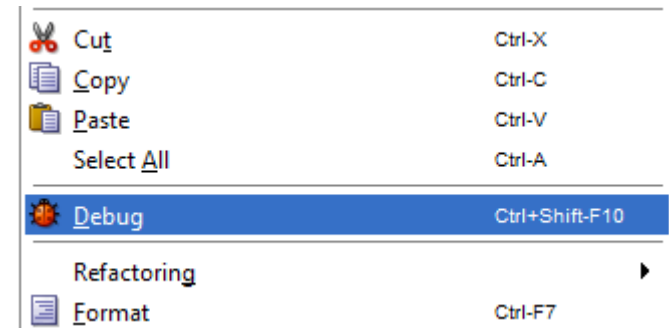 Cut Ctrl-X
Copy Ctrl-C
Paste Ctrl-V
Select All Ctrl-A
Debug Ctrl+Shift-F10
Refactoring
Format Ctrl-F7